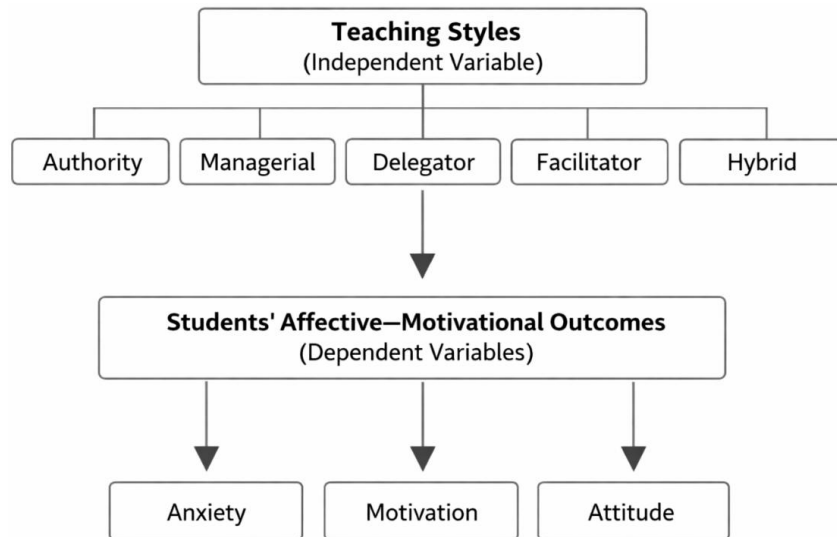 Teaching Styles
(Independent Variable)
Authority
Managerial
Delegator
Facilitator
Hybrid
Students' Affective—Motivational Outcomes
(Dependent Variables)
Anxiety
Motivation
Attitude